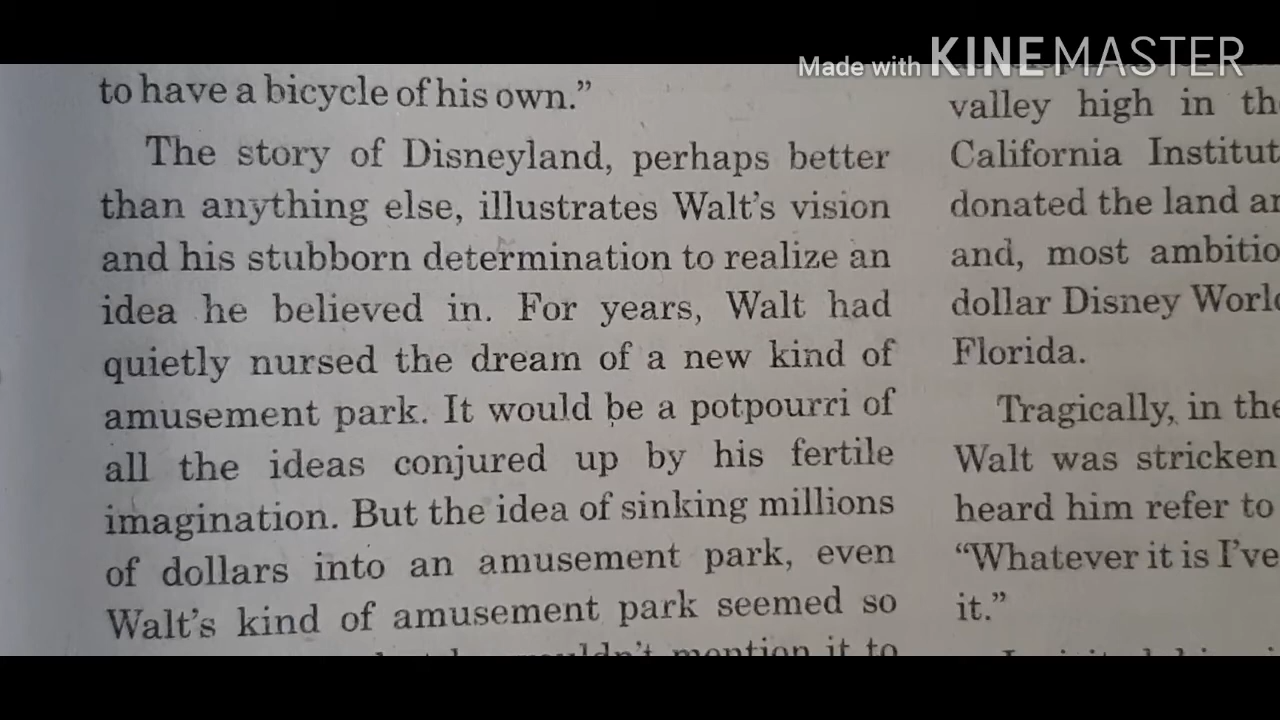 Made with KINEMASTER
to have a bicycle of his own.”
The story of Disneyland, perhaps better
than anything else, illustrates Walt’s vision
and his stubborn determination to realize an
idea he believed in. For years, Walt had
quietly nursed the dream of a new kind of
amusement park. It would be a potpourri of
all the ideas conjured up by his fertile
imagination. But the idea of sinking millions
of dollars into an amusement park, even
Walt’s kind of amusement park seemed so
mention it to
valley high in
California
donated the land
and, most
dollar Disney
Florida.
Tragically, in
Walt was stricken
heard him refer to
“Whatever it is I’ve
it.”